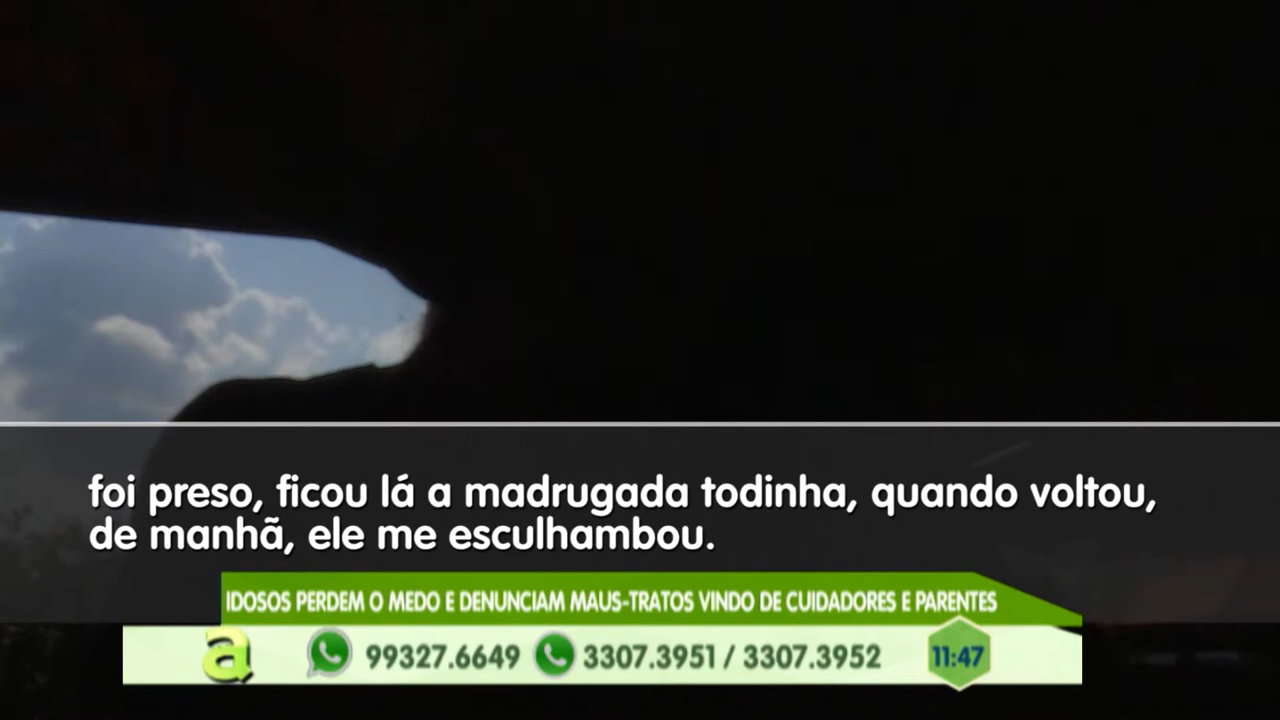 foi preso, ficou lá a madrugada todinha, quando voltou,
de manhã, ele me esculhambou.
IDOSOS PERDEM O MEDO E DENUNCIAM MAUS-TRATOS VINDO DE CUIDADORES E PARENTES
a 99327.6649 3307.3951 / 3307.3952 11:47